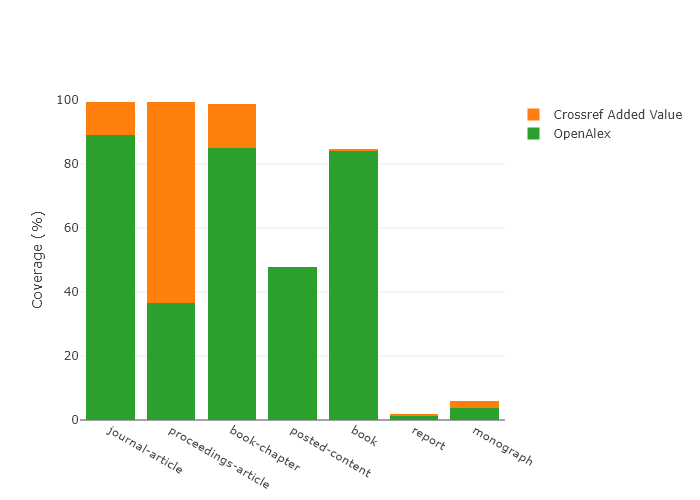 100
80
60
40
20
0
Coverage (%)
journal-article
proceedings-article
book-chapter
posted-content
book
report
monograph
Crossref Added Value
OpenAlex